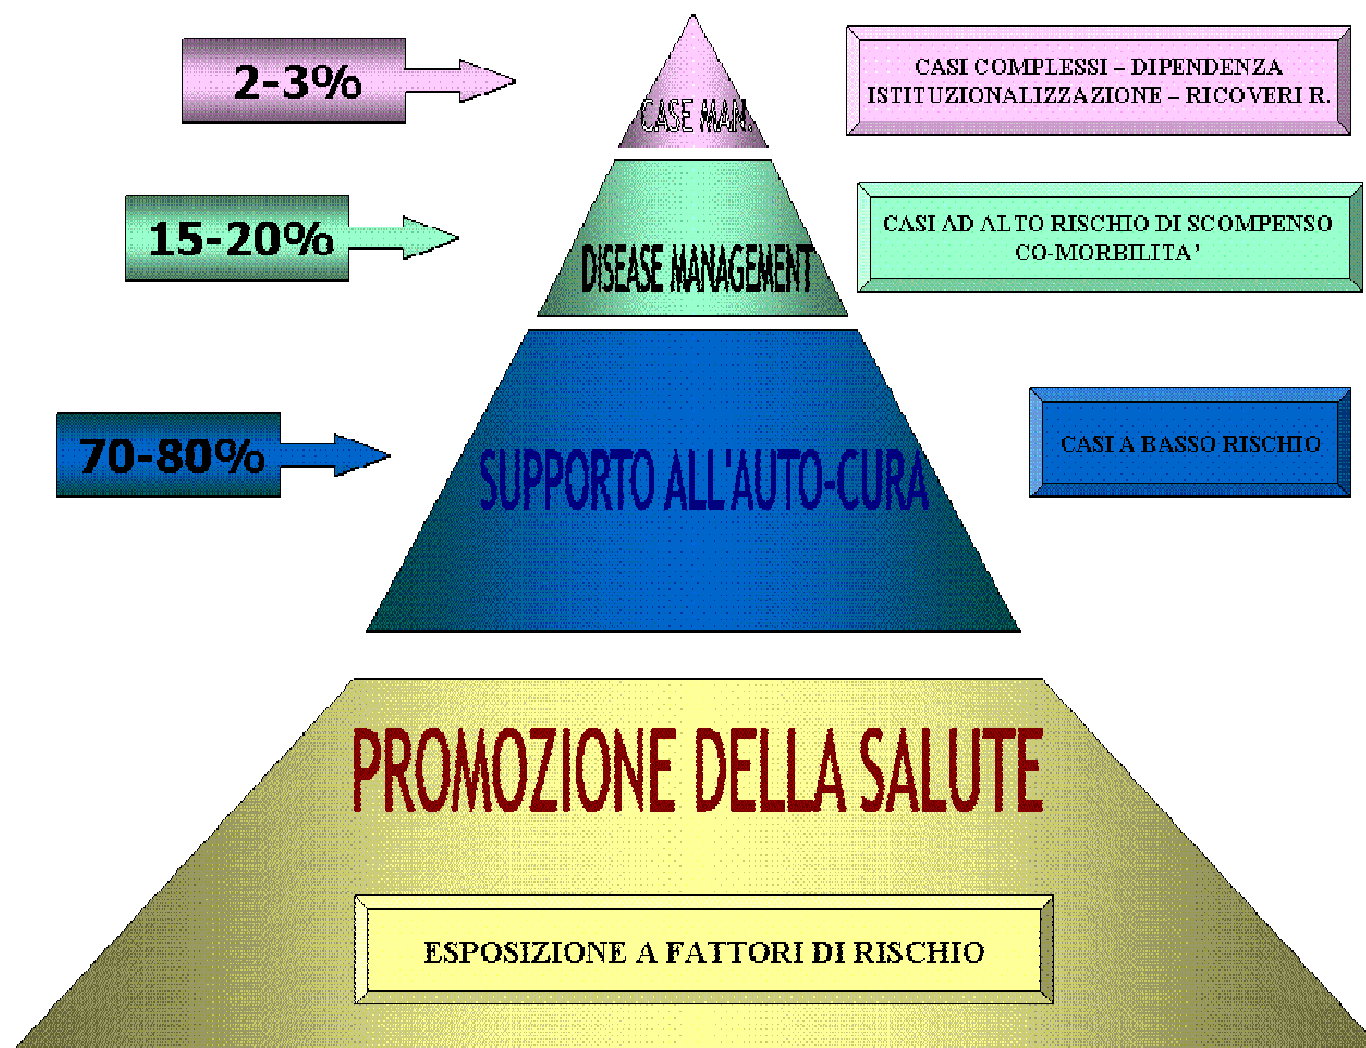 2-3%
CASE MAN.
CASI COMPLESSI – DIPENDENZA
ISTITUZIONALIZZAZIONE – RICOVERI R.
15-20%
DISEASE MANAGEMENT
CASI AD ALTO RISCHIO DI SCOMPENSO
CO-MORBILITA'
70-80%
SUPPORTO ALL'AUTO-CURA
CASI A BASSO RISCHIO
PROMOZIONE DELLA SALUTE
ESPOSIZIONE A FATTORI DI RISCHIO